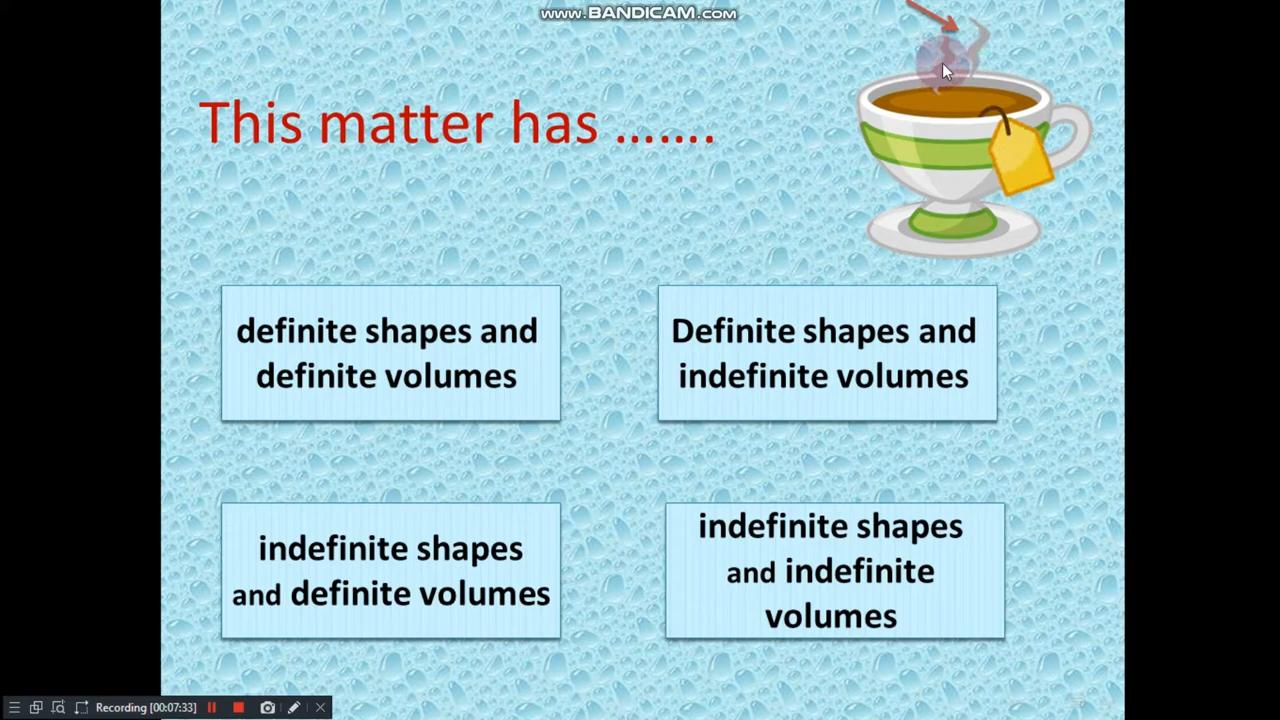 www.BANDICAM.com
This matter has .......
definite shapes and
definite volumes
Definite shapes and
indefinite volumes
indefinite shapes
and definite volumes
indefinite shapes
and indefinite
volumes
Recording [00:07:33]